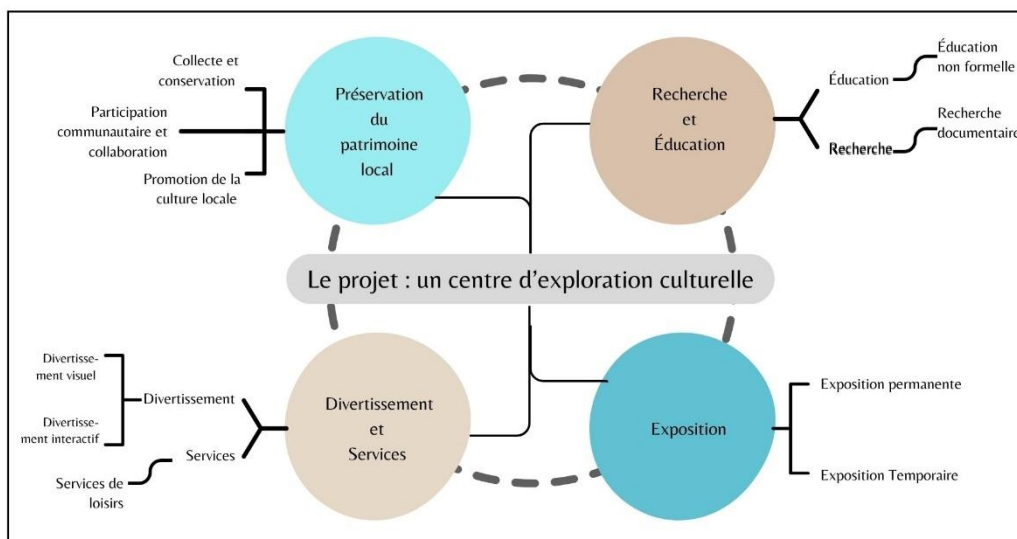 Collecte et
conservation
Participation
communautaire et
collaboration
Promotion de la
culture locale
Préservation
du
patrimoine
local
Recherche
et
Éducation
Éducation
Éducation
non formelle
Recherche
Recherche
documentaire
Le projet : un centre d'exploration culturelle
Divertisse-
ment visuel
Divertisse-
ment interactif
Divertissement
Services
Services de
loisirs
Divertissement
et
Services
Exposition
Exposition permanente
Exposition Temporaire